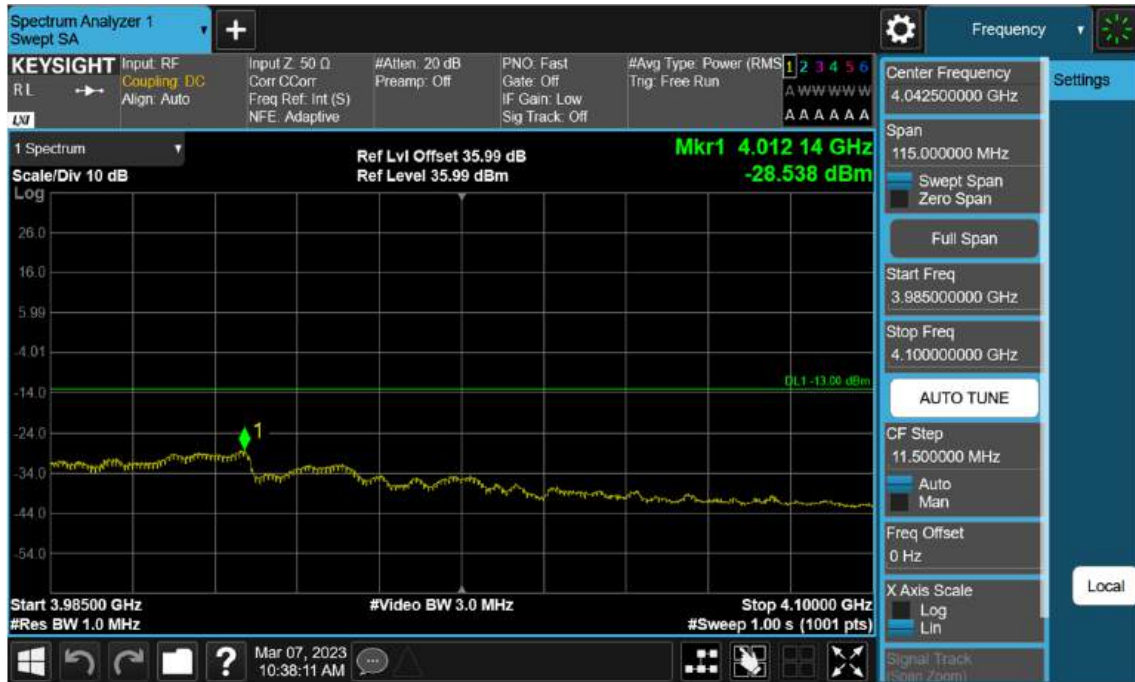 Spectrum Analyzer 1
Swept SA
+
Frequency
KEYSIGHT
RL
LXI
Input: RF
Coupling: DC
Align: Auto
Input Z: 50 Ω
Corr CCorr
Freq Ref: Int (S)
NFE: Adaptive
#Atten: 20 dB
Preamp: Off
PNO: Fast
Gate: Off
IF Gain: Low
Sig Track: Off
#Avg Type: Power (RMS
Trig: Free Run
1 2 3 4 5 6
A W W W W W
A A A A A A
1 Spectrum
Scale/Div 10 dB
Log
Ref Lvl Offset 35.99 dB
Ref Level 35.99 dBm
Mkr1 4.012 14 GHz
-28.538 dBm
26.0
16.0
5.99
-4.01
-14.0
-24.0
-34.0
-44.0
-54.0
DL1 -13.00 dBm
1
Start 3.98500 GHz
#Res BW 1.0 MHz
#Video BW 3.0 MHz
Stop 4.10000 GHz
#Sweep 1.00 s (1001 pts)
Center Frequency
4.042500000 GHz
Span
115.000000 MHz
Swept Span
Zero Span
Full Span
Start Freq
3.985000000 GHz
Stop Freq
4.100000000 GHz
AUTO TUNE
CF Step
11.500000 MHz
Auto
Man
Freq Offset
0 Hz
X Axis Scale
Log
Lin
Signal Track
(Span Zoom)
Settings
Local
?
Mar 07, 2023
10:38:11 AM